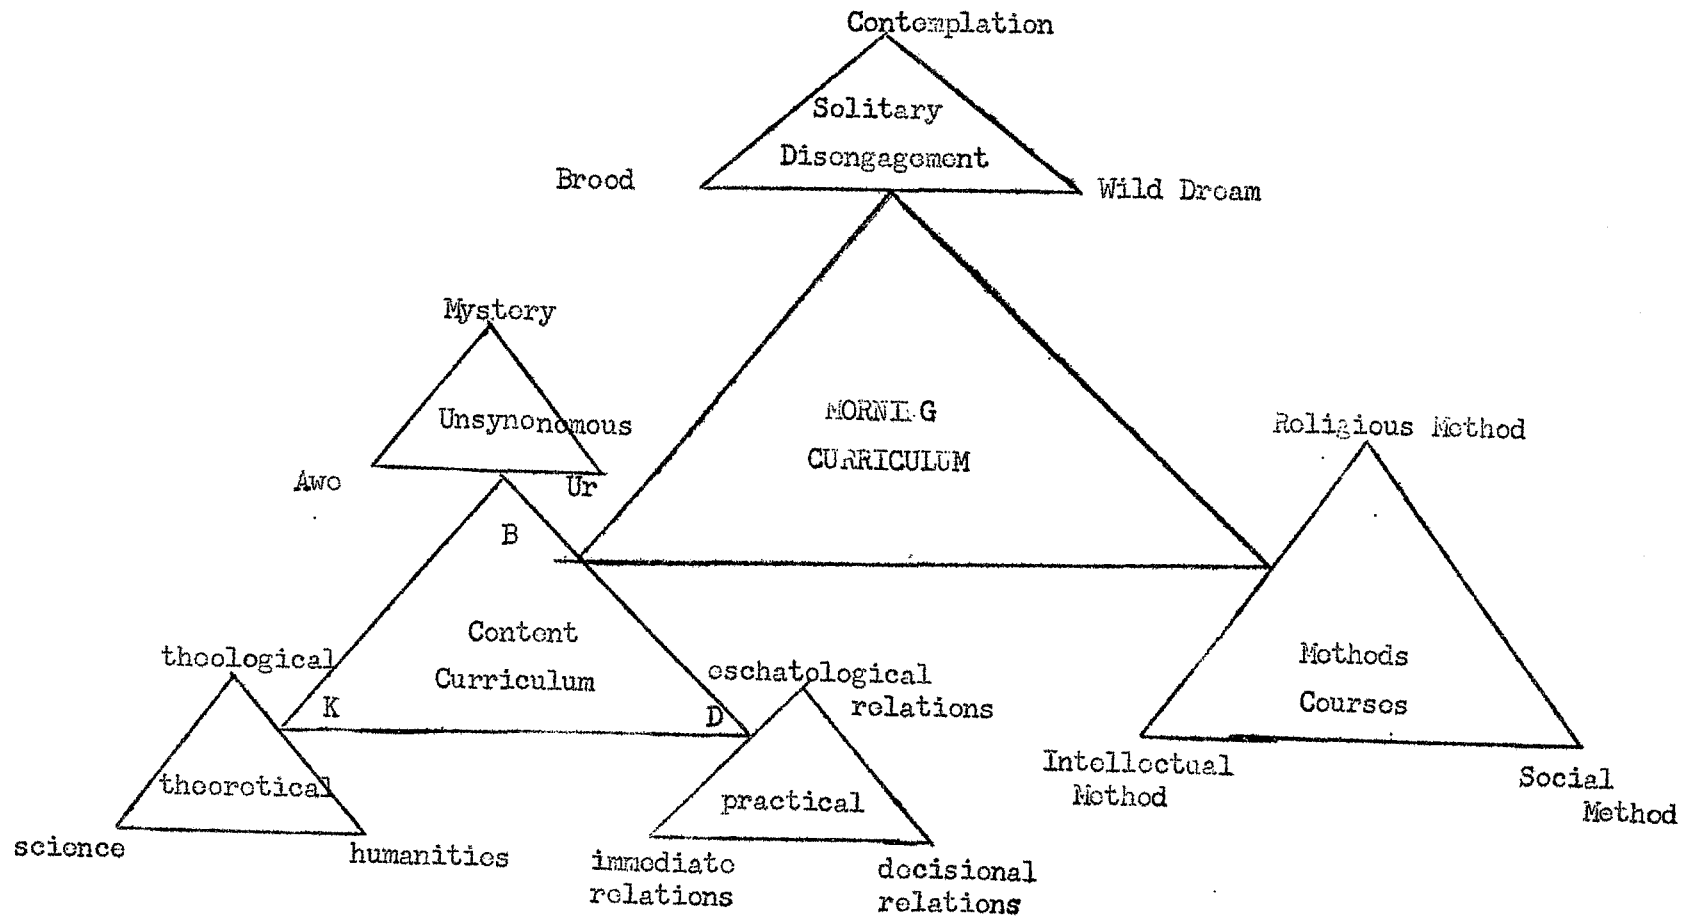 Contemplation
Solitary
Disengagement
Brood
Wild Dream
Mystery
Unsynonomous
Awe
Ur
MORNI G
CURRICULUM
Religious Method
B
Content
Curriculum
K
D
theological
theoretical
science
humanities
eschatological
relations
practical
immediate
relations
decisional
relations
Methods
Courses
Intellectual
Method
Social
Method